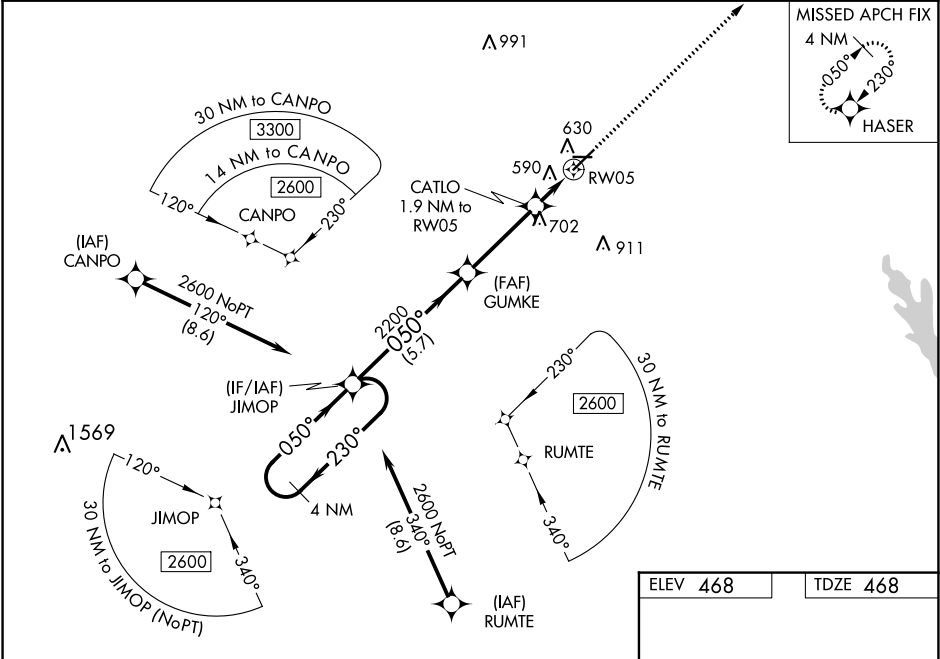 MISSED APCH FIX
4 NM
050°
230°
HASER
991
30 NM to CANPO
3300
14 NM to CANPO
2600
120°
CANPO
230°
630
590
RW05
CATLO
1.9 NM to
RW05
702
911
(IAF)
CANPO
2600 NoPT
120°
(8.6)
(FAF)
GUMKE
2200
050°
(5.7)
(IF/IAF)
JIMOP
050°
230°
4 NM
230°
2600
30 NM to RUMTE
RUMTE
340°
1569
120°
JIMOP
2600
340°
30 NM to JIMOP (NoPT)
2600 NoPT
340°
(8.6)
(IAF)
RUMTE
ELEV 468
TDZE 468